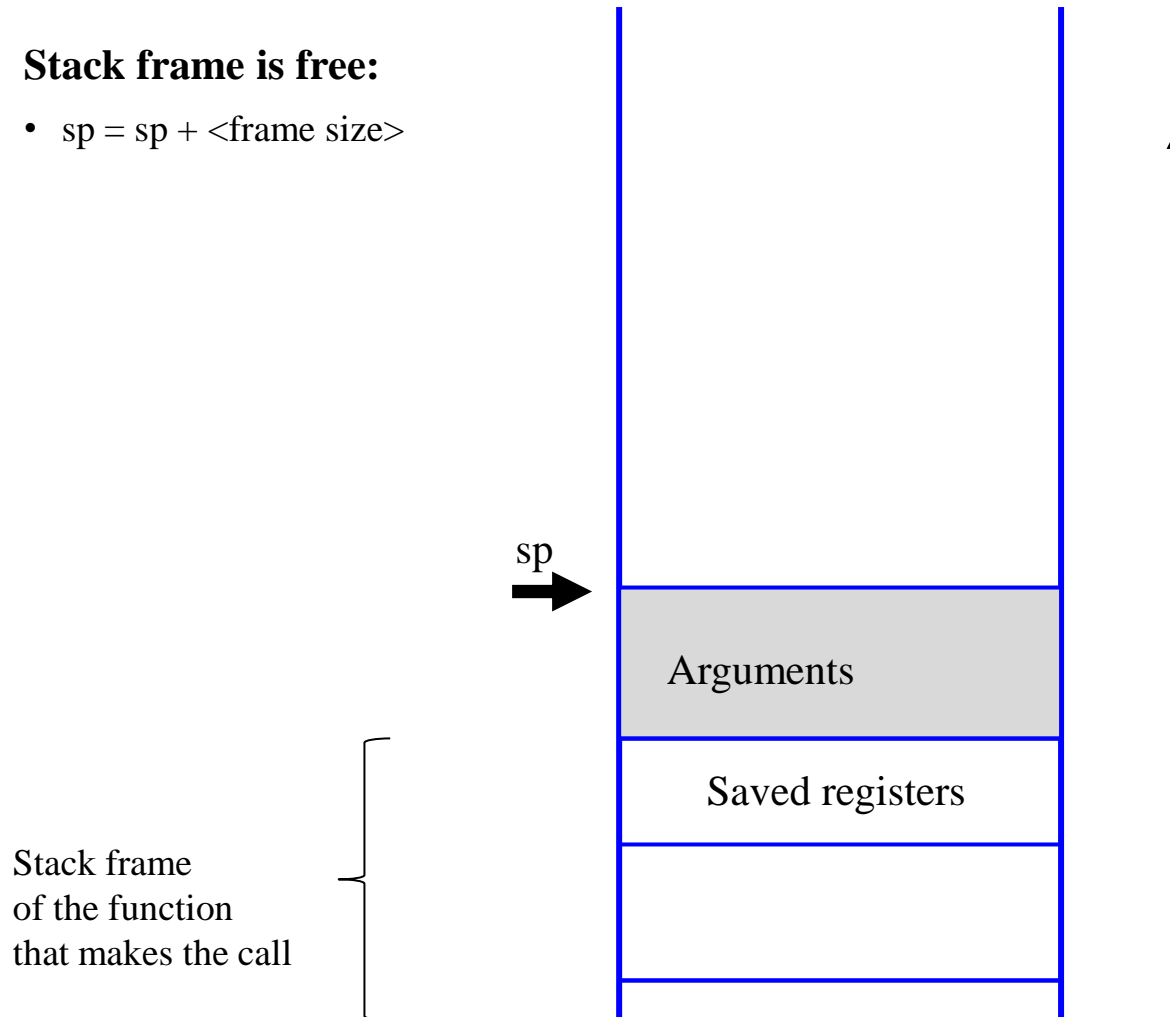 Stack frame is free:
• sp = sp + <frame size>
sp
Arguments
Saved registers
Stack frame
of the function
that makes the call